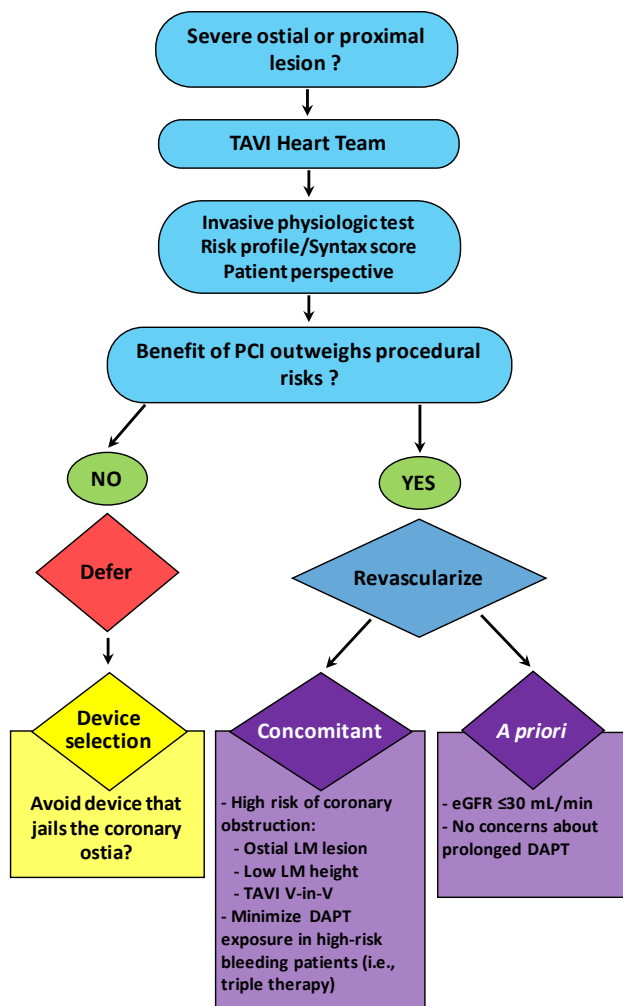 Severe ostial or proximal
lesion ?
TAVI Heart Team
Invasive physiologic test
Risk profile/Syntax score
Patient perspective
Benefit of PCI outweighs procedural
risks ?
NO
YES
Defer
Revascularize
Device
selection
Avoid device that
jails the coronary
ostia?
Concomitant
- High risk of coronary
obstruction:
- Ostial LM lesion
- Low LM height
- TAVI V-in-V
- Minimize DAPT
exposure in high-risk
bleeding patients (i.e.,
triple therapy)
A priori
- eGFR ≤30 mL/min
- No concerns about
prolonged DAPT